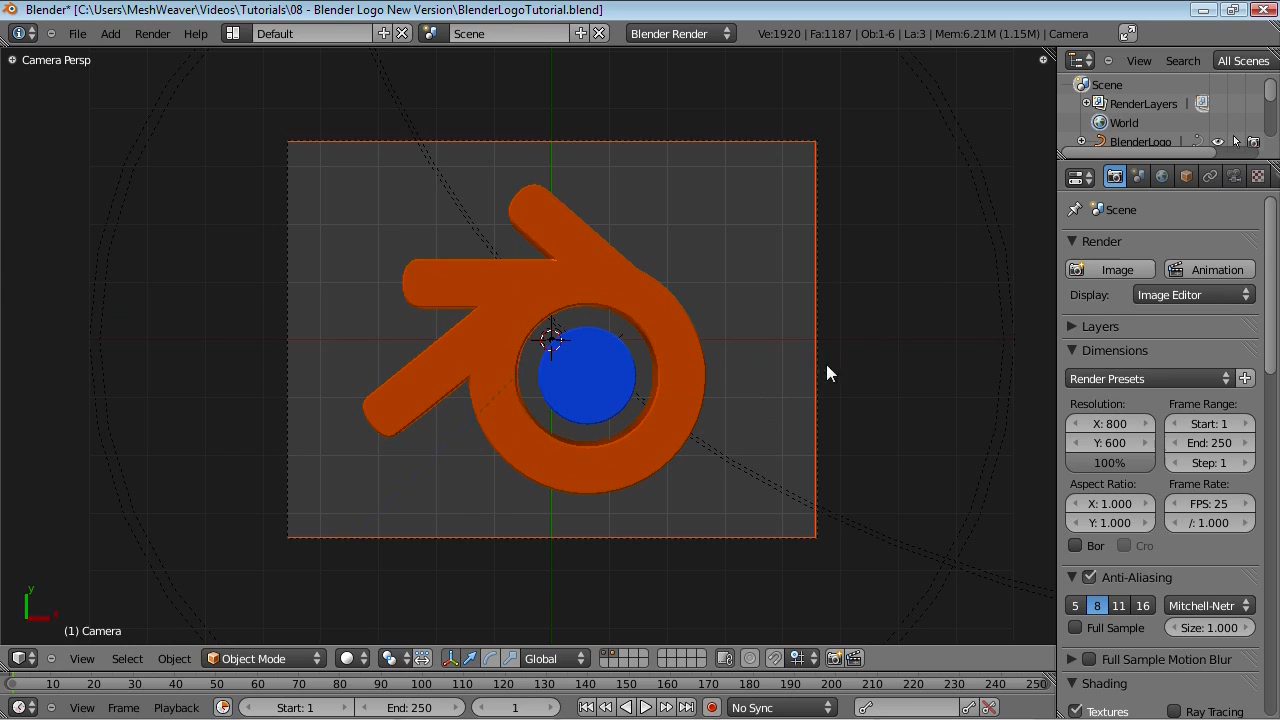 Blender* [C:\Users\MeshWeaver\Videos\Tutorials\08 - Blender Logo New Version\BlenderLogoTutorial.blend]
File Add Render Help Default Scene Blender Render Ve:1920 | Fa:1187 | Ob:1-6 | La:3 | Mem:6.21M (1.15M) | Camera
Camera Persp
View Search All Scenes
Scene
RenderLayers
World
BlenderLogo
Scene
Render
Image Animation
Display: Image Editor
Layers
Dimensions
Render Presets
Resolution: Frame Range:
X: 800 Start: 1
Y: 600 End: 250
100% Step: 1
Aspect Ratio: Frame Rate:
X: 1.000 FPS: 25
Y: 1.000 /: 1.000
Bor Cro
Anti-Aliasing
5 8 11 16 Mitchell-Netr
Full Sample Size: 1.000
Full Sample Motion Blur
Shading
Textures Ray Tracing
y
x
(1) Camera
View Select Object Object Mode Global
0 10 20 30 40 50 60 70 80 90 100 110 120 130 140 150 160 170 180 190 200 210 220 230 240 250
View Frame Playback Start: 1 End: 250 1 No Sync